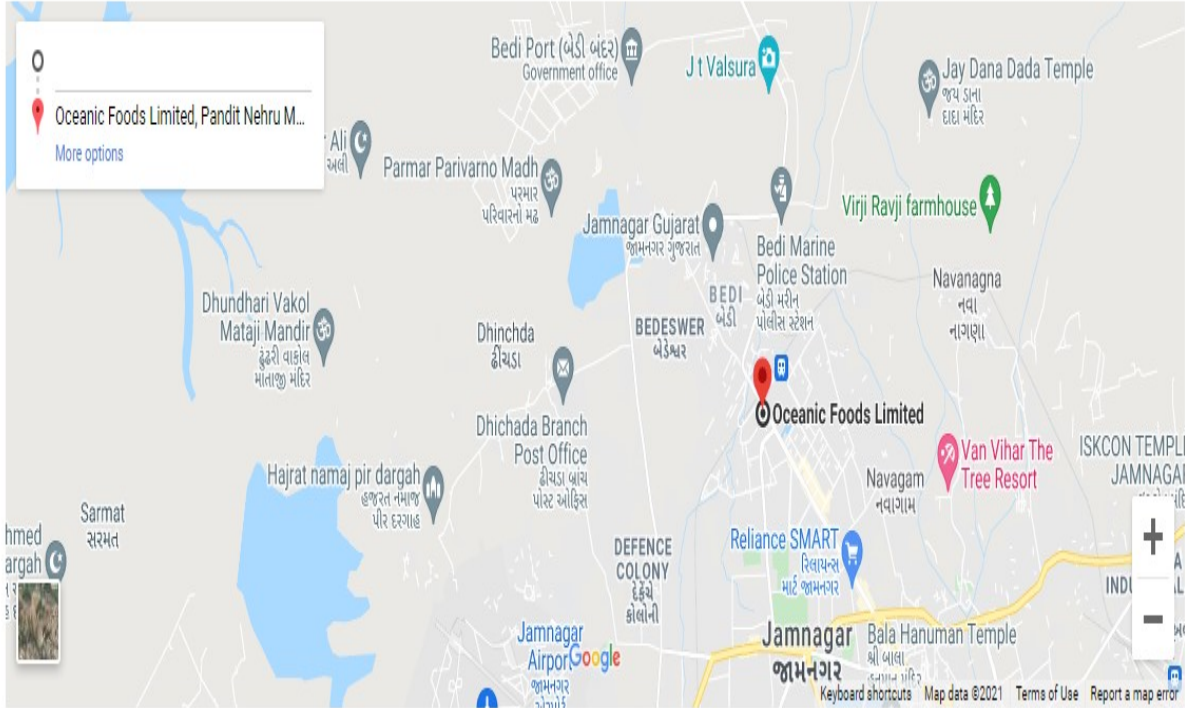 Oceanic Foods Limited, Pandit Nehru M...
More options
Bedi Port (બેડી બંદર)
Government office
J t Valsura
Jay Dana Dada Temple
જય ડાના
દાદા મંદિર
Ali
અલી
Parmar Parivarno Madh
પરમાર
પરિવારનો મઢ
Virji Ravji farmhouse
Jamnagar Gujarat
જામનગર ગુજરાત
Bedi Marine
Police Station
બેડી મરીન
પોલીસ સ્ટેશન
BEDI
બેડી
Navanagna
નવા
નાગણા
Dhundhari Vakol
Mataji Mandir
ઢુંઢરી વાકોલ
માતાજી મંદિર
Dhinchda
ઢીંચડા
BEDESWER
બેડેશ્વર
Oceanic Foods Limited
Dhichada Branch
Post Office
ઢીચડા બ્રાંચ
પોસ્ટ ઓફિસ
Van Vihar The
Tree Resort
ISKCON TEMPLE
JAMNAGAR
Hajrat namaj pir dargah
હજરત નમાજ
પીર દરગાહ
Navagam
નવાગામ
Sarmat
સરમત
hmed
argah
Reliance SMART
રિલાયન્સ
માર્ટ જામનગર
DEFENCE
COLONY
દેફેંચે
કોલોની
Jamnagar
Airpor
જામનગર
Google
Jamnagar
જામનગર
Bala Hanuman Temple
શ્રી બાલા
Keyboard shortcuts Map data ©2021 Terms of Use Report a map error